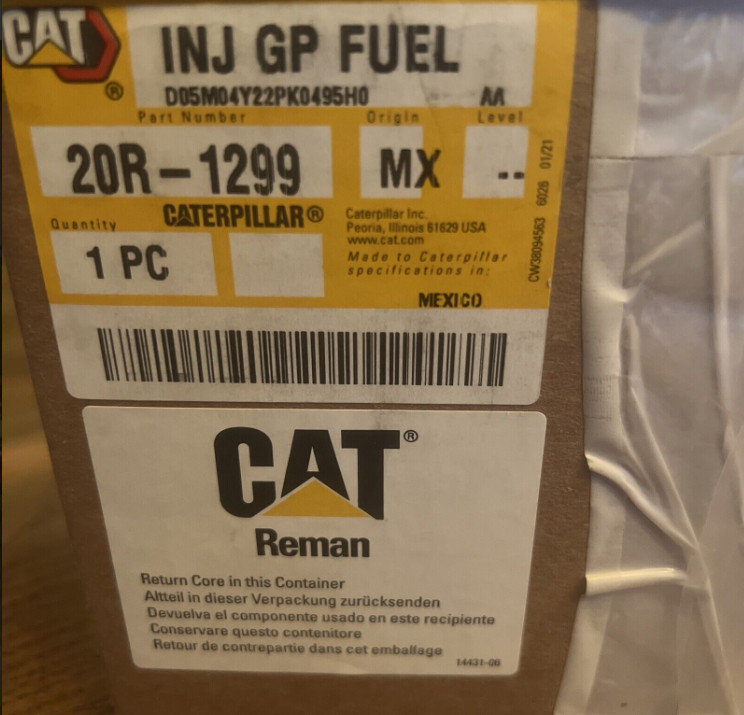 CAT
®
INJ GP FUEL
D05M04Y22PK0495H0 AA
Part Number Origin Level
20R-1299 MX --
Quantity CATERPILLAR®
1 PC
Caterpillar Inc.
Peoria, Illinois 61629 USA
www.cat.com
Made to Caterpillar
specifications in:
MEXICO
CW38094563 6026 01/21
CAT®
Reman
Return Core in this Container
Altteil in dieser Verpackung zurücksenden
Devuelva el componente usado en este recipiente
Conservare questo contenitore
Retour de contrepartie dans cet emballage
14431-00